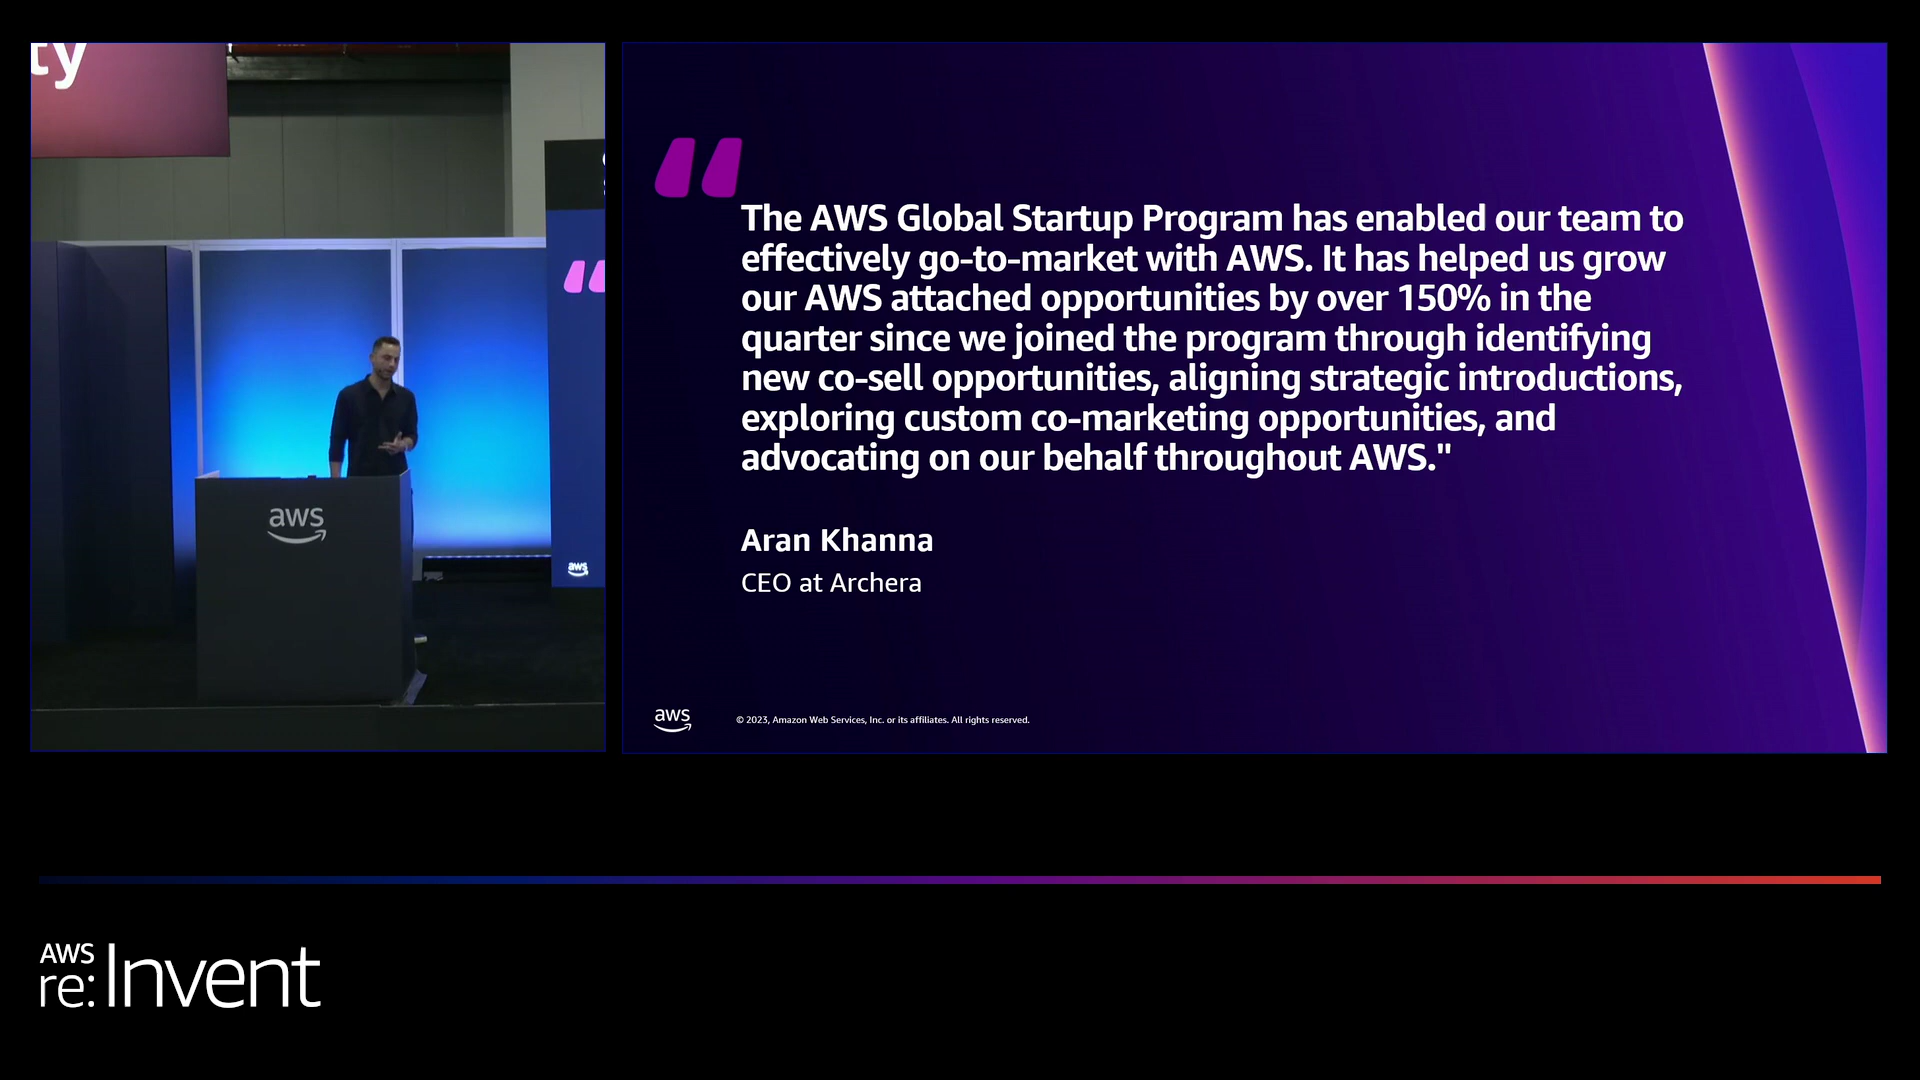 ty
aws
aws
The AWS Global Startup Program has enabled our team to
effectively go-to-market with AWS. It has helped us grow
our AWS attached opportunities by over 150% in the
quarter since we joined the program through identifying
new co-sell opportunities, aligning strategic introductions,
exploring custom co-marketing opportunities, and
advocating on our behalf throughout AWS."
Aran Khanna
CEO at Archera
aws
© 2023, Amazon Web Services, Inc. or its affiliates. All rights reserved.
AWS
re:Invent